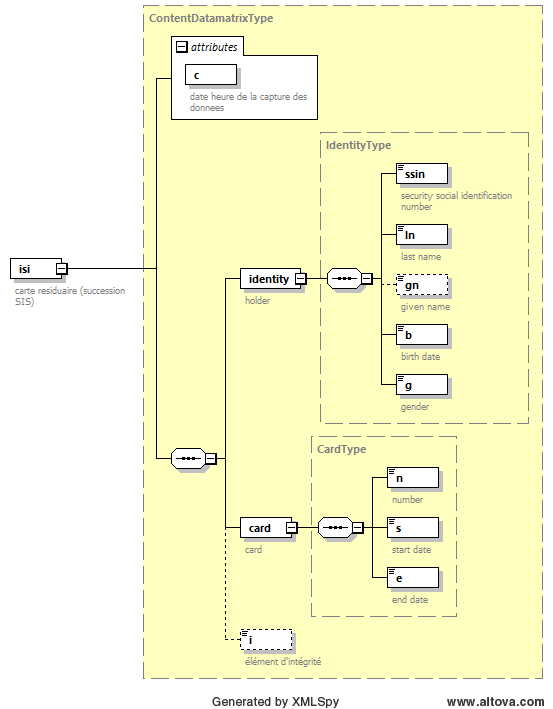 ContentDatamatrixType
attributes
c
date heure de la capture des
donnees
IdentityType
ssin
security social identification
number
ln
last name
isi
carte residuaire (succession
SIS)
identity
holder
gn
given name
b
birth date
g
gender
CardType
n
number
card
card
s
start date
e
end date
i
élément d'intégrité
Generated by XMLSpy
www.altova.com